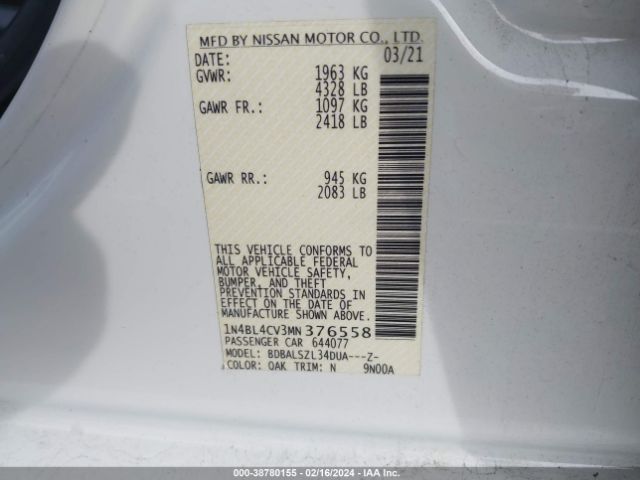 MFD BY NISSAN MOTOR CO., LTD.
DATE: 03/21
GVWR: 1963 KG
4328 LB
GAWR FR.: 1097 KG
2418 LB
GAWR RR.: 945 KG
2083 LB
THIS VEHICLE CONFORMS TO
ALL APPLICABLE FEDERAL
MOTOR VEHICLE SAFETY,
BUMPER, AND THEFT
PREVENTION STANDARDS IN
EFFECT ON THE DATE OF
MANUFACTURE SHOWN ABOVE.
1N4BL4CV3MN376558
PASSENGER CAR 644077
MODEL: BDBALSZL34DUA---Z-
COLOR: QAK TRIM: N 9N00A
000-38780155 - 02/16/2024 - IAA Inc.